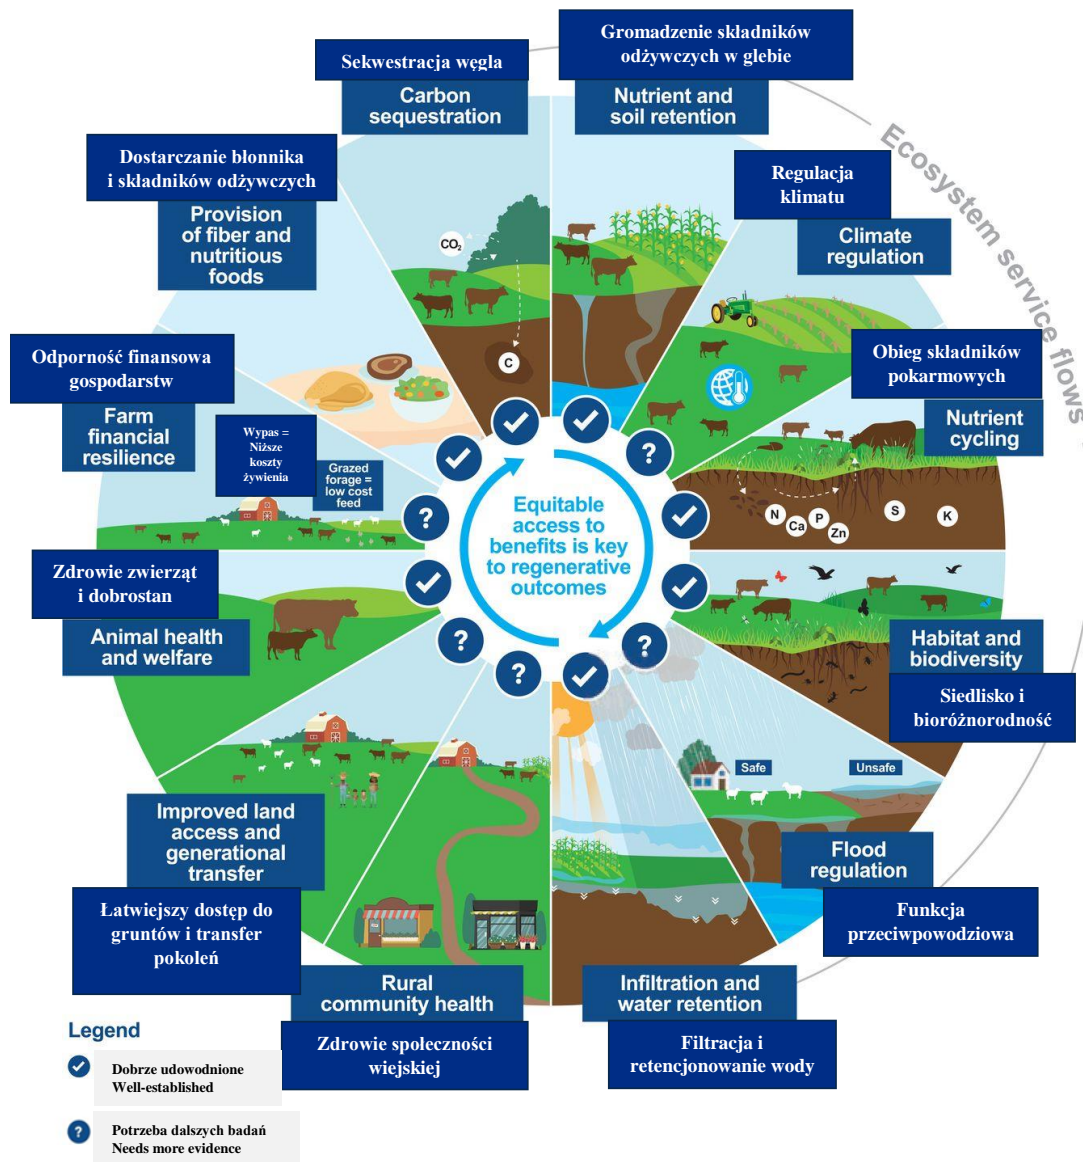 Sekwestracja węgla
Carbon
sequestration
Gromadzenie składników
odżywczych w glebie
Nutrient and
soil retention
Ecosystem service flows
Regulacja
klimatu
Climate
regulation
Dostarczanie błonnika
i składników odżywczych
Provision
of fiber and
nutritious
foods
CO₂
C
Obieg składników
pokarmowych
Nutrient
cycling
N
Ca
P
Zn
S
K
Odporność finansowa
gospodarstw
Farm
financial
resilience
Wypas =
Niższe
koszty
żywienia
Grazed
forage =
low cost
feed
Equitable
access to
benefits is key
to regenerative
outcomes
Zdrowie zwierząt
i dobrostan
Animal health
and welfare
Habitat and
biodiversity
Siedlisko i
bioróżnorodność
Safe
Unsafe
Flood
regulation
Funkcja
przeciwpowodziowa
Improved land
access and
generational
transfer
Łatwiejszy dostęp do
gruntów i transfer
pokoleń
Rural
community health
Zdrowie społeczności
wiejskiej
Infiltration and
water retention
Filtracja i
retencjonowanie wody
Legend
Dobrze udowodnione
Well-established
Potrzeba dalszych badań
Needs more evidence